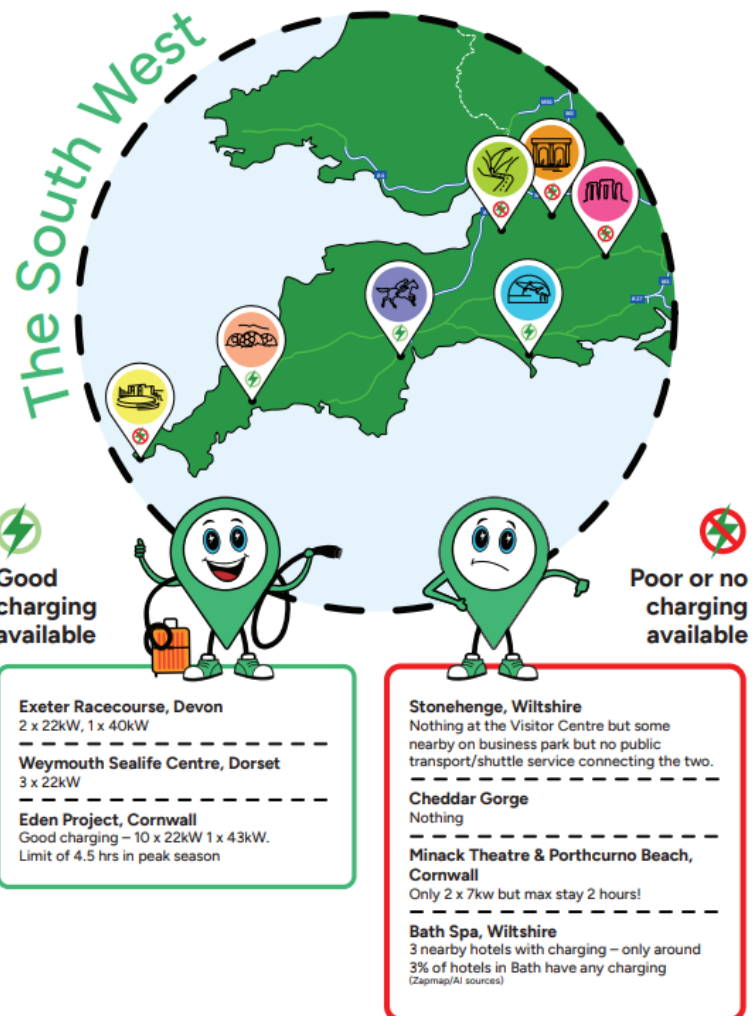 The South West
Good
charging
available
Poor or no
charging
available
Exeter Racecourse, Devon
2 x 22kW, 1 x 40kW
Weymouth Sealife Centre, Dorset
3 x 22kW
Eden Project, Cornwall
Good charging – 10 x 22kW 1 x 43kW.
Limit of 4.5 hrs in peak season
Stonehenge, Wiltshire
Nothing at the Visitor Centre but some
nearby on business park but no public
transport/shuttle service connecting the two.
Cheddar Gorge
Nothing
Minack Theatre & Porthcurno Beach,
Cornwall
Only 2 x 7kw but max stay 2 hours!
Bath Spa, Wiltshire
3 nearby hotels with charging – only around
3% of hotels in Bath have any charging
(Zapmap/AI sources)